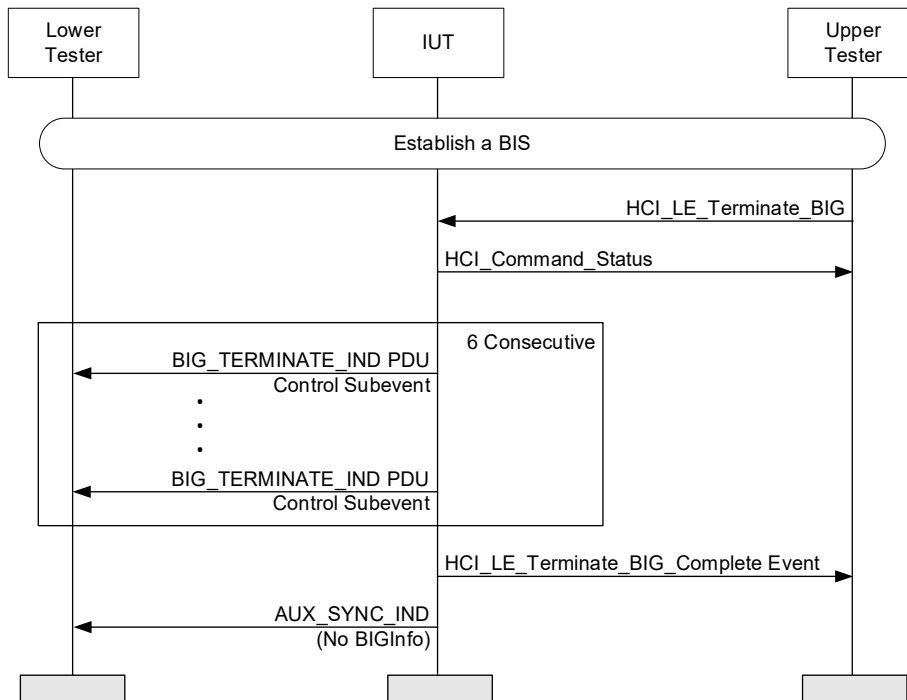 Lower
Tester
IUT
Upper
Tester
Establish a BIS
HCI_LE_Terminate_BIG
HCI_Command_Status
6 Consecutive
BIG_TERMINATE_IND PDU
Control Subevent
BIG_TERMINATE_IND PDU
Control Subevent
HCI_LE_Terminate_BIG_Complete Event
AUX_SYNC_IND
(No BIGInfo)